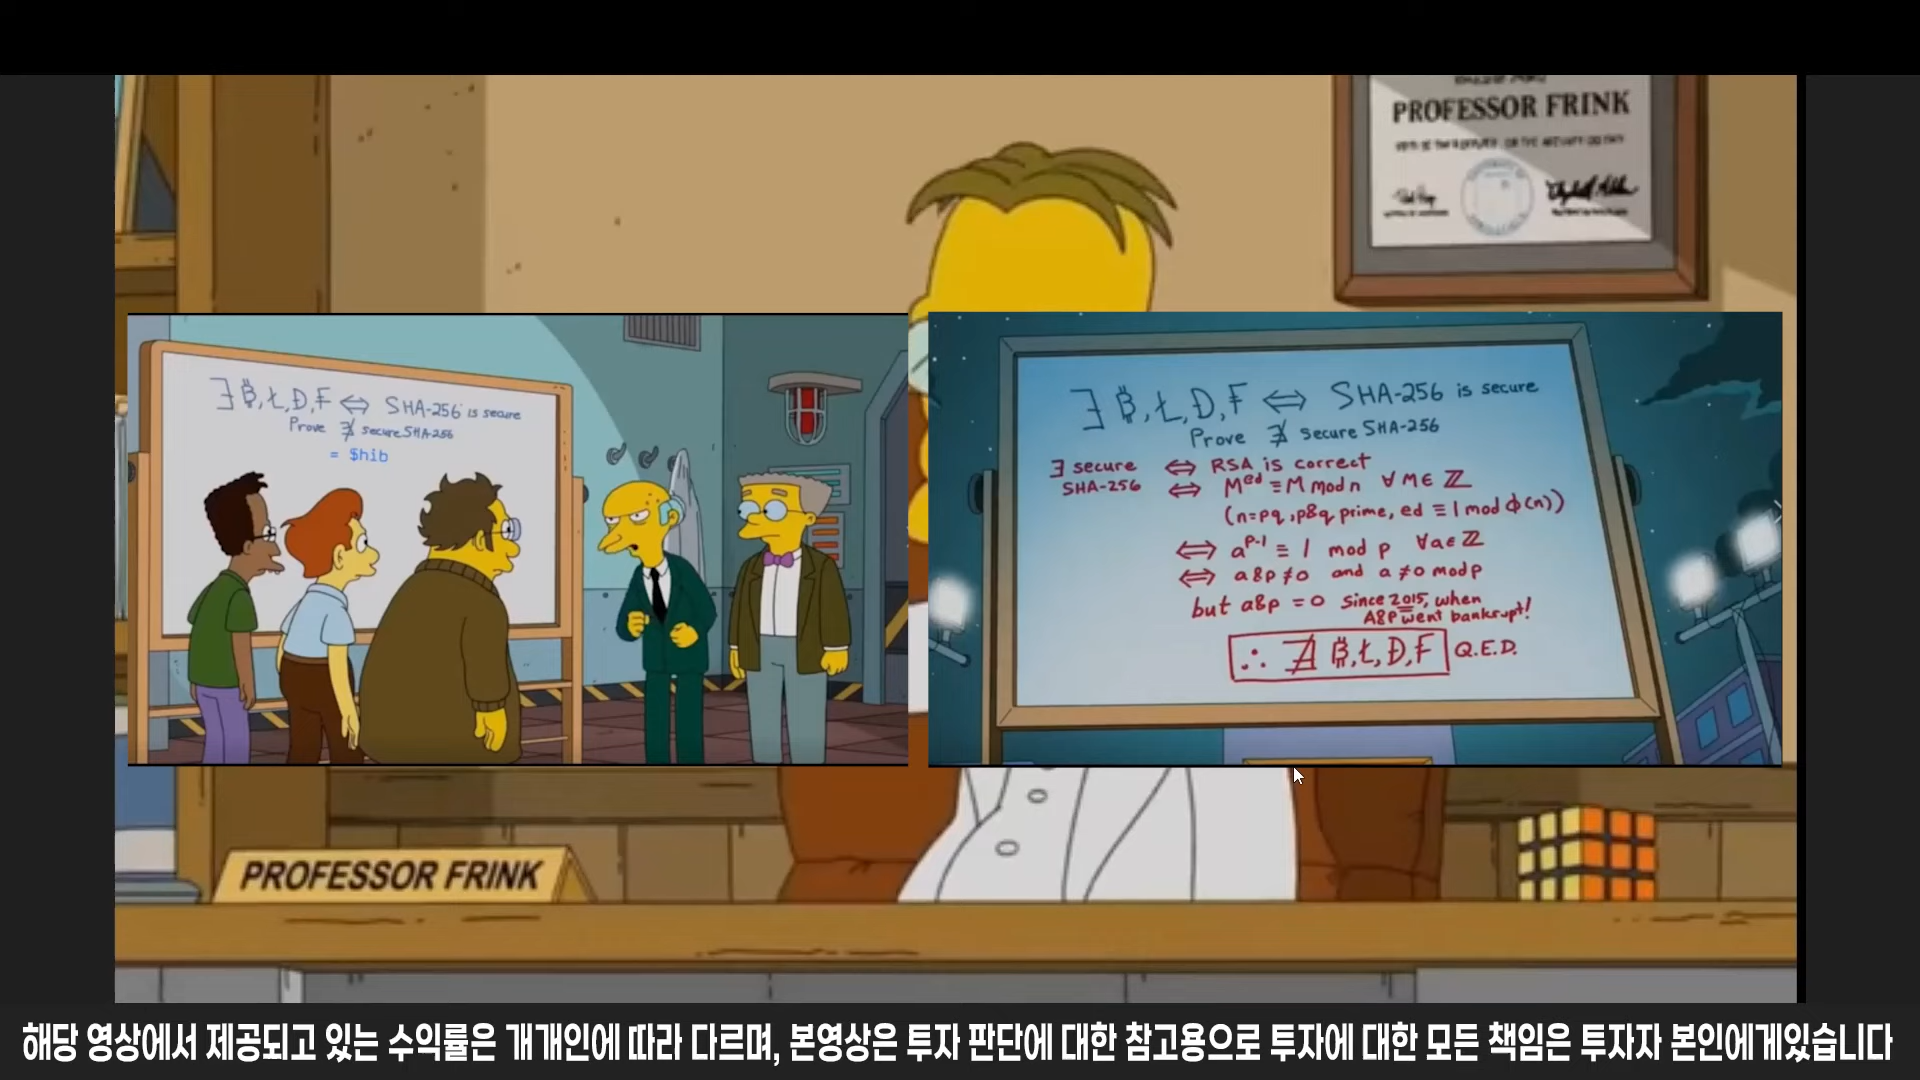 PROFESSOR FRINK
∃ ₿, Ł, Đ, ₣ ⇔ SHA-256 is secure
Prove ∄ secure SHA-256
= $hib
∃ ₿, Ł, Đ, ₣ ⇔ SHA-256 is secure
Prove ∄ secure SHA-256
∃ secure SHA-256 ⇔ RSA is correct
⇔ M^ed ≡ M mod n ∀ M ∈ ℤ
(n=pq, p&q prime, ed ≡ 1 mod φ(n))
⇔ a^p-1 ≡ 1 mod p ∀a∈ ℤ
⇔ a&p ≠ 0 and a ≠ 0 mod p
but a&p = 0 since 2015, when
A&P went bankrupt!
∴ ∄ ₿, Ł, Đ, ₣ Q.E.D.
PROFESSOR FRINK
해당 영상에서 제공되고 있는 수익률은 개개인에 따라 다르며, 본영상은 투자 판단에 대한 참고용으로 투자에 대한 모든 책임은 투자자 본인에게있습니다